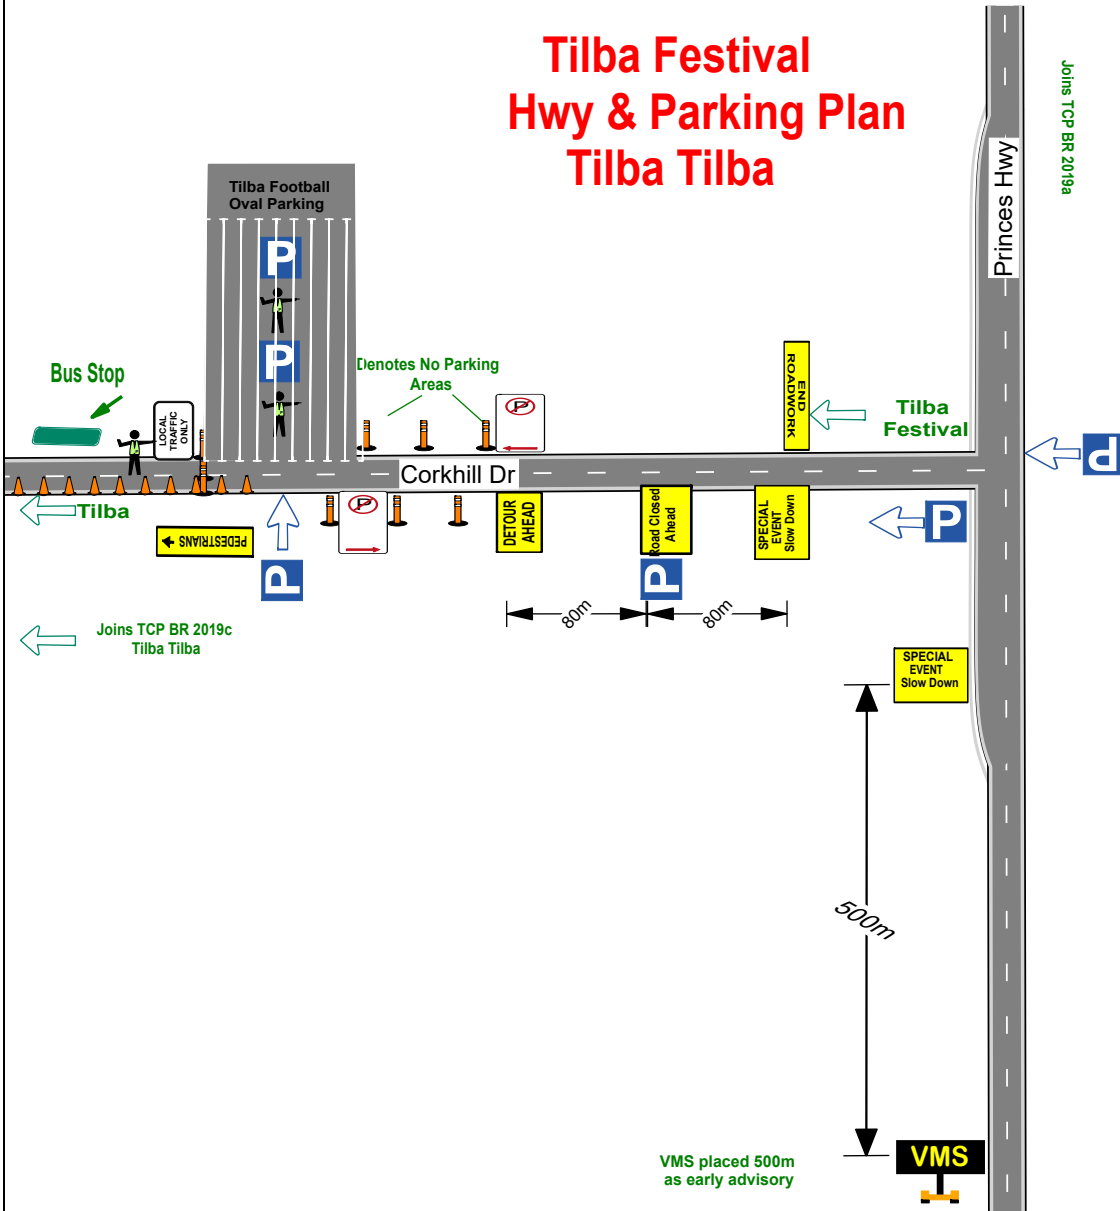 Tilba Festival
Hwy & Parking Plan
Tilba Tilba
Joins TCP BR 2019a
Princes Hwy
Tilba Football
Oval Parking
P
P
Bus Stop
LOCAL
TRAFFIC
ONLY
Denotes No Parking
Areas
P
END
ROADWORK
Tilba
Festival
P
Corkhill Dr
Tilba
PEDESTRIANS
P
P
DETOUR
AHEAD
Road Closed
Ahead
P
SPECIAL
EVENT
Slow Down
P
80m
80m
Joins TCP BR 2019c
Tilba Tilba
SPECIAL
EVENT
Slow Down
500m
VMS placed 500m
as early advisory
VMS